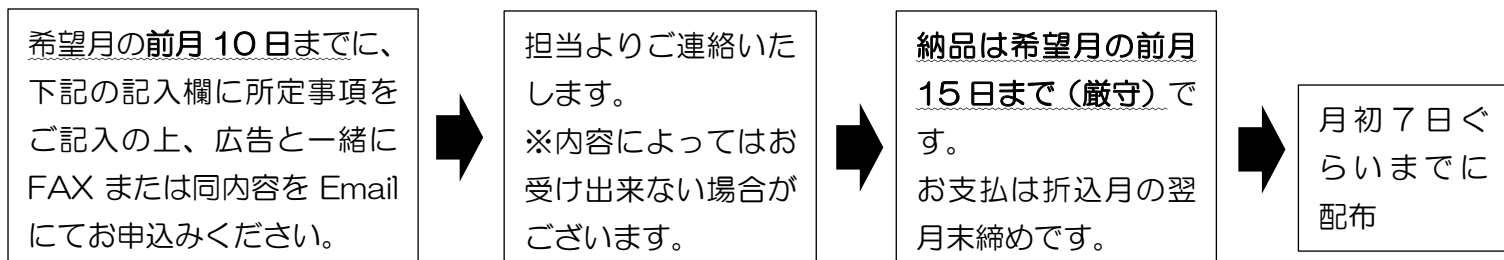 希望月の前月10日までに、
下記の記入欄に所定事項を
ご記入の上、広告と一緒に
FAX または同内容を Email
にてお申込みください。
担当よりご連絡いた
します。
※内容によってはお
受け出来ない場合が
ございます。
納品は希望月の前月
15日まで（厳守）で
す。
お支払は折込月の翌
月末締めです。
月初７日ぐ
らいまでに
配布